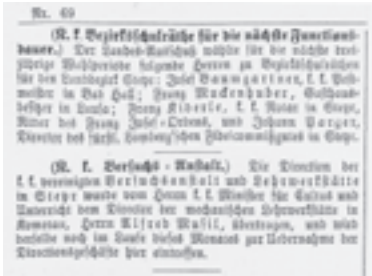 Nr. 69
(K. k. Bezirksschulräthe für die nächste Functions-
dauer.) Der Landes-Ausschuß wählte für die nächste drei-
jährige Wahlperiode folgende Herren zu Bezirksschulräthen
für den Landbezirk Steyr: Josef Baumgartner, k. k. Post-
meister in Bad Hall; Franz Muckenhuber, Gasthaus-
besitzer in Laussa; Franz Kiderle, k. k. Notar in Steyr,
Ritter des Franz Josef-Ordens, und Johann Parzer,
Director des fürstl. Lamberg'schen Fideicommißgutes in Steyr.
(K. k. Versuchs-Anstalt.) Die Direction der
k. k. vereinigten Versuchsanstalt und Lehrwerkstätte
in Steyr wurde vom Herrn k. k. Minister für Cultus und
Unterricht dem Director der mechanischen Lehrwerkstätte in
Komotau, Herrn Alfred Musil, übertragen, und wird
derselbe noch im Laufe dieses Monates zur Uebernahme der
Directionsgeschäfte hier eintreffen.